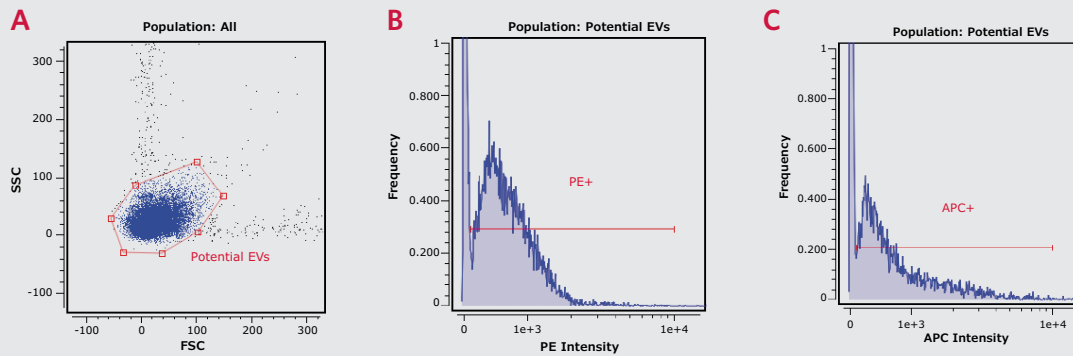 A
Population: All
SSC
300
200
100
0
-100
Potential EVs
-100
0
100
200
300
FSC
B
Population: Potential EVs
Frequency
1
0.800
0.600
0.400
0.200
0
PE+
0
1e+3
1e+4
PE Intensity
C
Population: Potential EVs
Frequency
1
0.800
0.600
0.400
0.200
0
APC+
0
1e+3
1e+4
APC Intensity